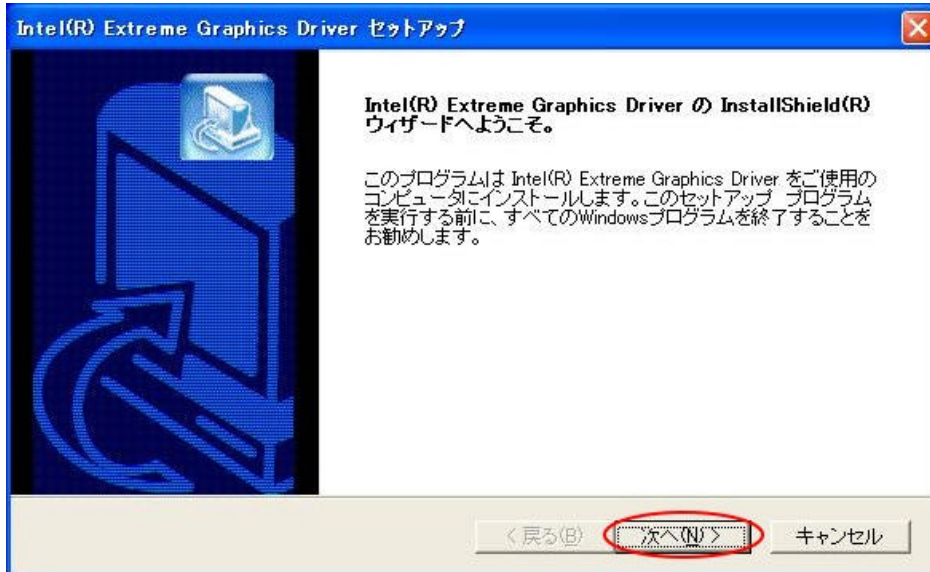 Intel(R) Extreme Graphics Driver セットアップ
Intel(R) Extreme Graphics Driver の InstallShield(R)
ウィザードへようこそ。
このプログラムは Intel(R) Extreme Graphics Driver をご使用の
コンピュータにインストールします。このセットアップ プログラム
を実行する前に、すべてのWindowsプログラムを終了することを
お勧めします。
< 戻る(B) 次へ(N) > キャンセル